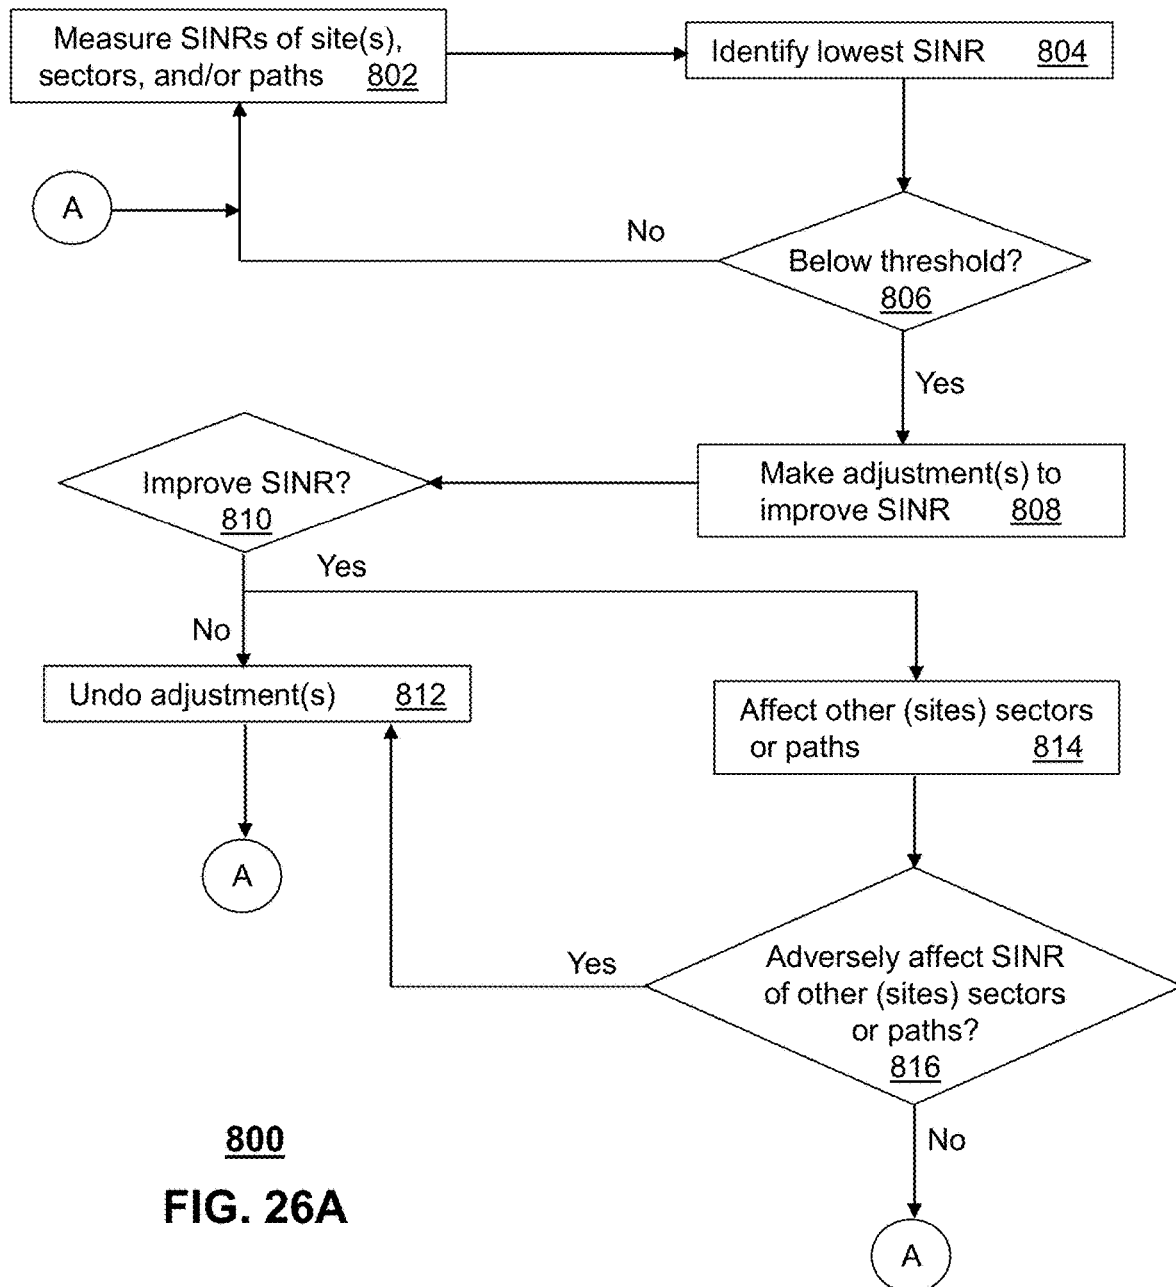 Measure SINRs of site(s),
sectors, and/or paths 802
Identify lowest SINR 804
A
No
Below threshold?
806
Yes
Improve SINR?
810
Make adjustment(s) to
improve SINR 808
Yes
No
Undo adjustment(s) 812
Affect other (sites) sectors
or paths 814
A
Yes
Adversely affect SINR
of other (sites) sectors
or paths?
816
No
800
FIG. 26A
A